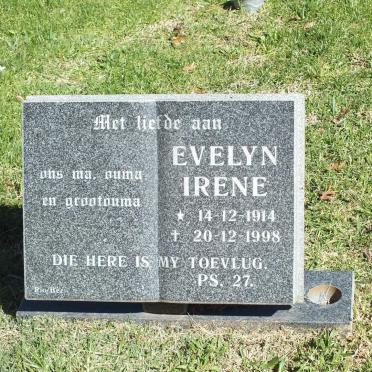 Met liefde aan
ons ma, ouma
en grootouma
EVELYN
IRENE
★ 14-12-1914
✝ 20-12-1998
DIE HERE IS MY TOEVLUG.
PS. 27.